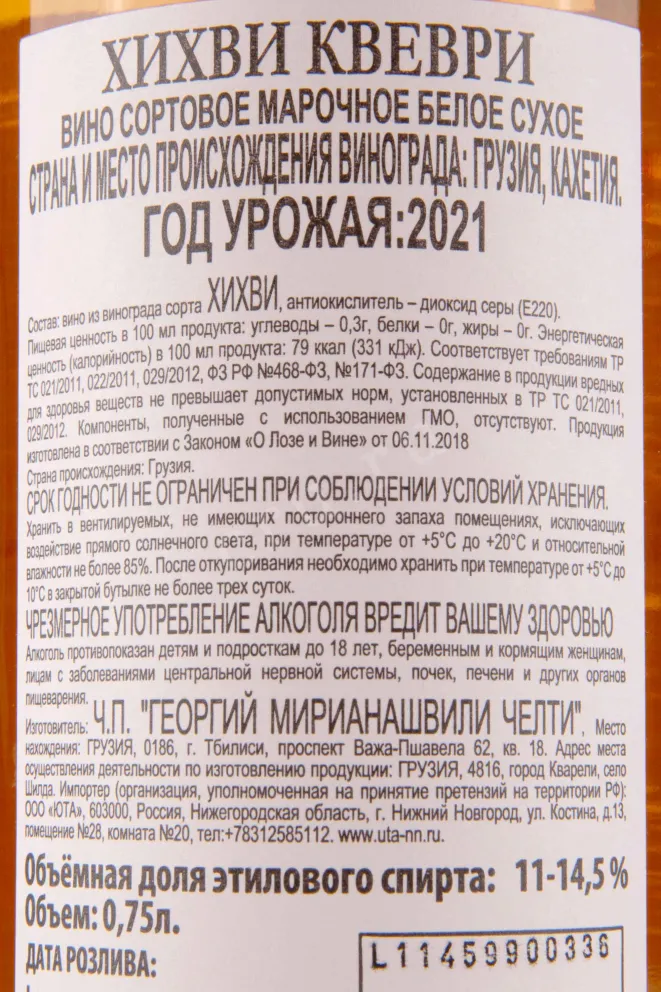 ХИХВИ КВЕВРИ
ВИНО СОРТОВОЕ МАРОЧНОЕ БЕЛОЕ СУХОЕ
СТРАНА И МЕСТО ПРОИСХОЖДЕНИЯ ВИНОГРАДА: ГРУЗИЯ, КАХЕТИЯ.
ГОД УРОЖАЯ:2021
Состав: вино из винограда сорта ХИХВИ, антиокислитель – диоксид серы (Е220).
Пищевая ценность в 100 мл продукта: углеводы – 0,3г, белки – 0г, жиры – 0г. Энергетическая
ценность (калорийность) в 100 мл продукта: 79 ккал (331 кДж). Соответствует требованиям ТР
ТС 021/2011, 022/2011, 029/2012, ФЗ РФ №468-ФЗ, №171-ФЗ. Содержание в продукции вредных
для здоровья веществ не превышает допустимых норм, установленных в ТР ТС 021/2011,
029/2012. Компоненты, полученные с использованием ГМО, отсутствуют. Продукция
изготовлена в соответствии с Законом «О Лозе и Вине» от 06.11.2018
Страна происхождения: Грузия.
СРОК ГОДНОСТИ НЕ ОГРАНИЧЕН ПРИ СОБЛЮДЕНИИ УСЛОВИЙ ХРАНЕНИЯ.
Хранить в вентилируемых, не имеющих постороннего запаха помещениях, исключающих
воздействие прямого солнечного света, при температуре от +5°С до +20°С и относительной
влажности не более 85%. После откупоривания необходимо хранить при температуре от +5°С до
10°С в закрытой бутылке не более трех суток.
ЧРЕЗМЕРНОЕ УПОТРЕБЛЕНИЕ АЛКОГОЛЯ ВРЕДИТ ВАШЕМУ ЗДОРОВЬЮ
Алкоголь противопоказан детям и подросткам до 18 лет, беременным и кормящим женщинам,
лицам с заболеваниями центральной нервной системы, почек, печени и других органов
пищеварения.
Изготовитель: Ч.П. "ГЕОРГИЙ МИРИАНАШВИЛИ ЧЕЛТИ", Место
нахождения: ГРУЗИЯ, 0186, г. Тбилиси, проспект Важа-Пшавела 62, кв. 18. Адрес места
осуществления деятельности по изготовлению продукции: ГРУЗИЯ, 4816, город Кварели, село
Шилда. Импортер (организация, уполномоченная на принятие претензий на территории РФ):
ООО «ЮТА», 603000, Россия, Нижегородская область, г. Нижний Новгород, ул. Костина, д.13,
помещение №28, комната №20, тел:+78312585112. www.uta-nn.ru.
Объёмная доля этилового спирта: 11-14,5 %
Объем: 0,75л.
ДАТА РОЗЛИВА:
L11459900336